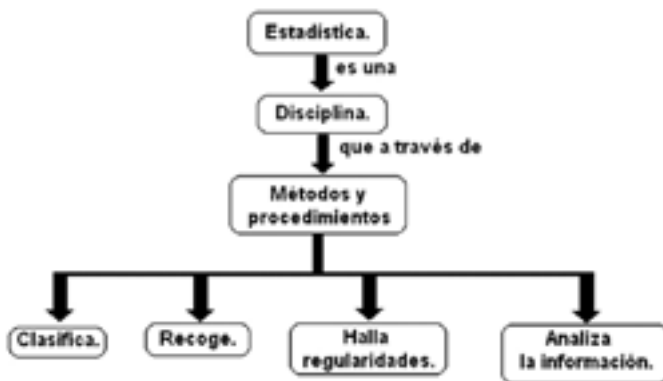 Estadística.
es una
Disciplina.
que a través de
Métodos y
procedimientos
Clasifica.
Recoge.
Halla
regularidades.
Analiza
la información.